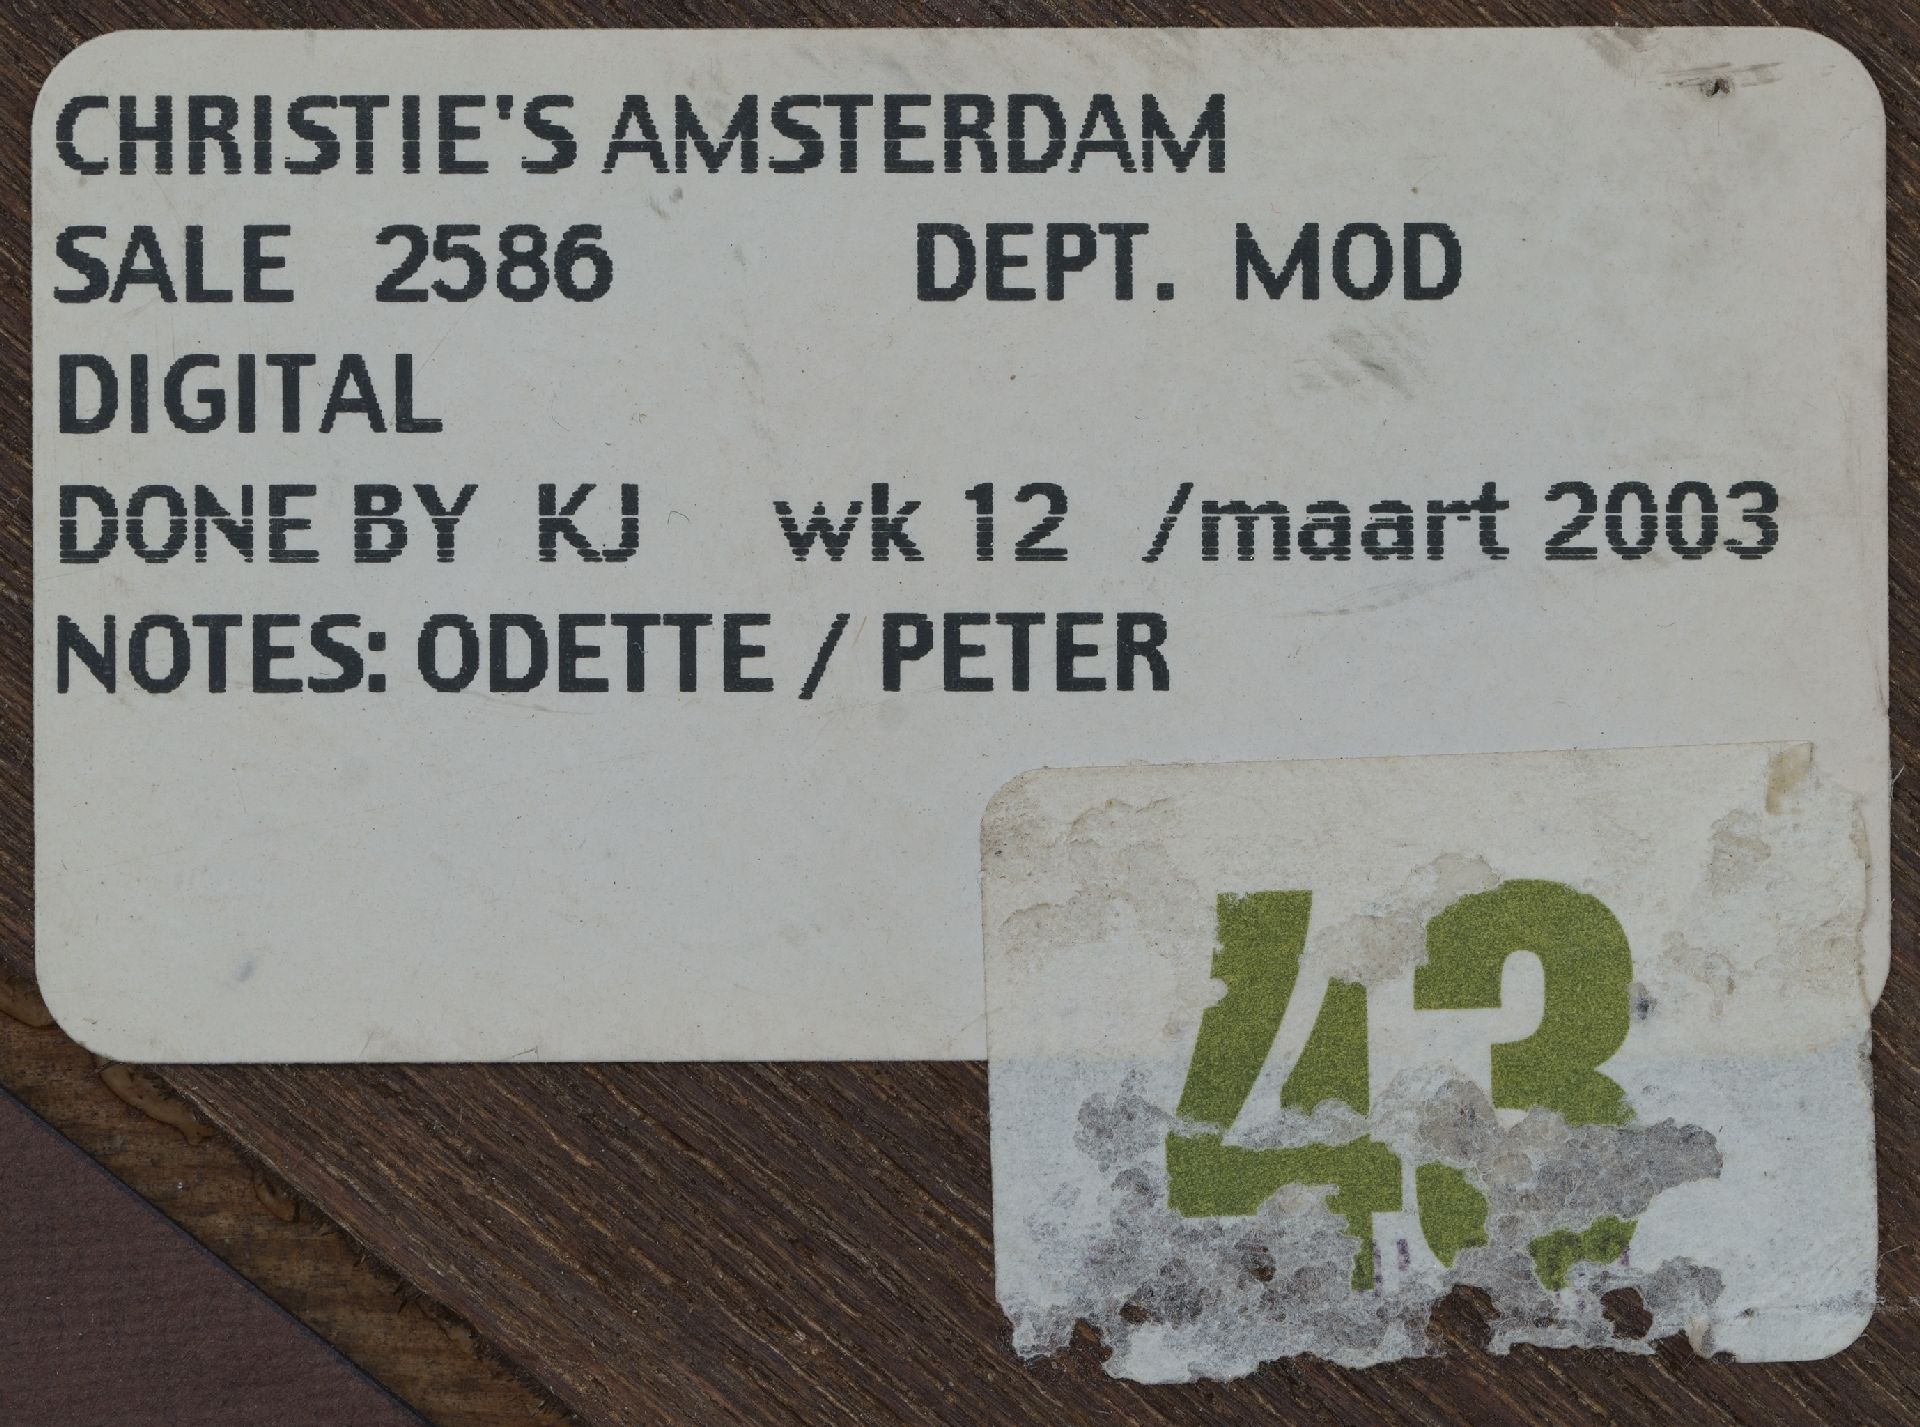 CHRISTIE'S AMSTERDAM
SALE 2586 DEPT. MOD
DIGITAL
DONE BY KJ wk 12 /maart 2003
NOTES: ODETTE / PETER
43